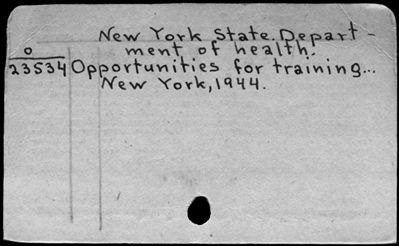 New York State. Depart-
o
ment of health.
23534 Opportunities for training...
New York, 1944.